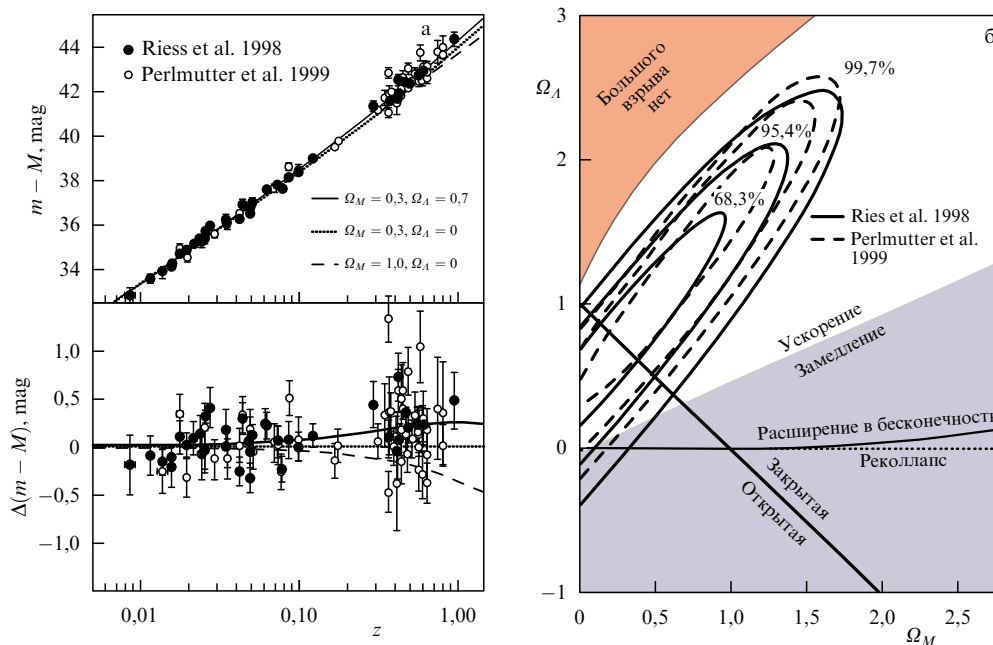 а
Riess et al. 1998
Perlmutter et al. 1999
44
42
40
38
36
34
m − M, mag
Ω_M = 0,3, Ω_Λ = 0,7
Ω_M = 0,3, Ω_Λ = 0
Ω_M = 1,0, Ω_Λ = 0
1,0
0,5
0
−0,5
−1,0
Δ(m − M), mag
0,01
0,10
1,00
z
б
3
Ω_Λ
2
1
0
−1
Большого
взрыва
нет
99,7%
95,4%
68,3%
Ries et al. 1998
Perlmutter et al.
1999
Ускорение
Замедление
Расширение в бесконечность
Реколлапс
Закрытая
Открытая
0
0,5
1,0
1,5
2,0
2,5
Ω_M